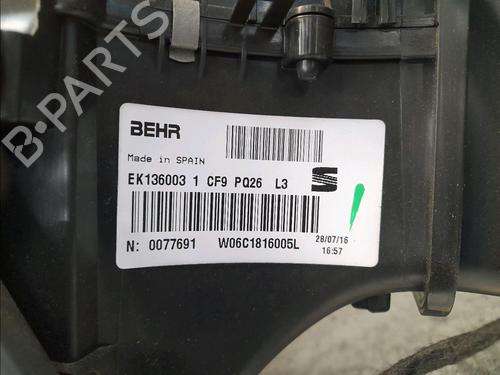 B-PARTS
BEHR
Made in SPAIN
EK136003 1 CF9 PQ26 L3
N: 0077691 W06C1816005L
28/07/16
16:57